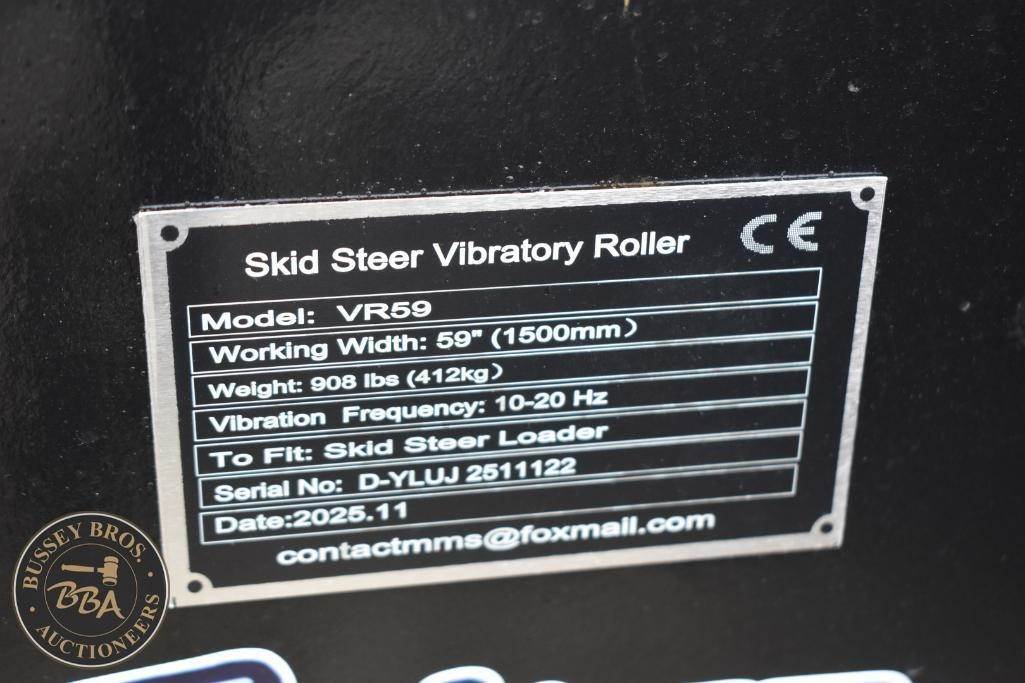 Skid Steer Vibratory Roller CE
Model: VR59
Working Width: 59" (1500mm)
Weight: 908 lbs (412kg)
Vibration Frequency: 10-20 Hz
To Fit: Skid Steer Loader
Serial No: D-YLUJ 2511122
Date:2025.11
contactmms@foxmail.com
BUSSEY BROS.
BBA
AUCTIONEERS